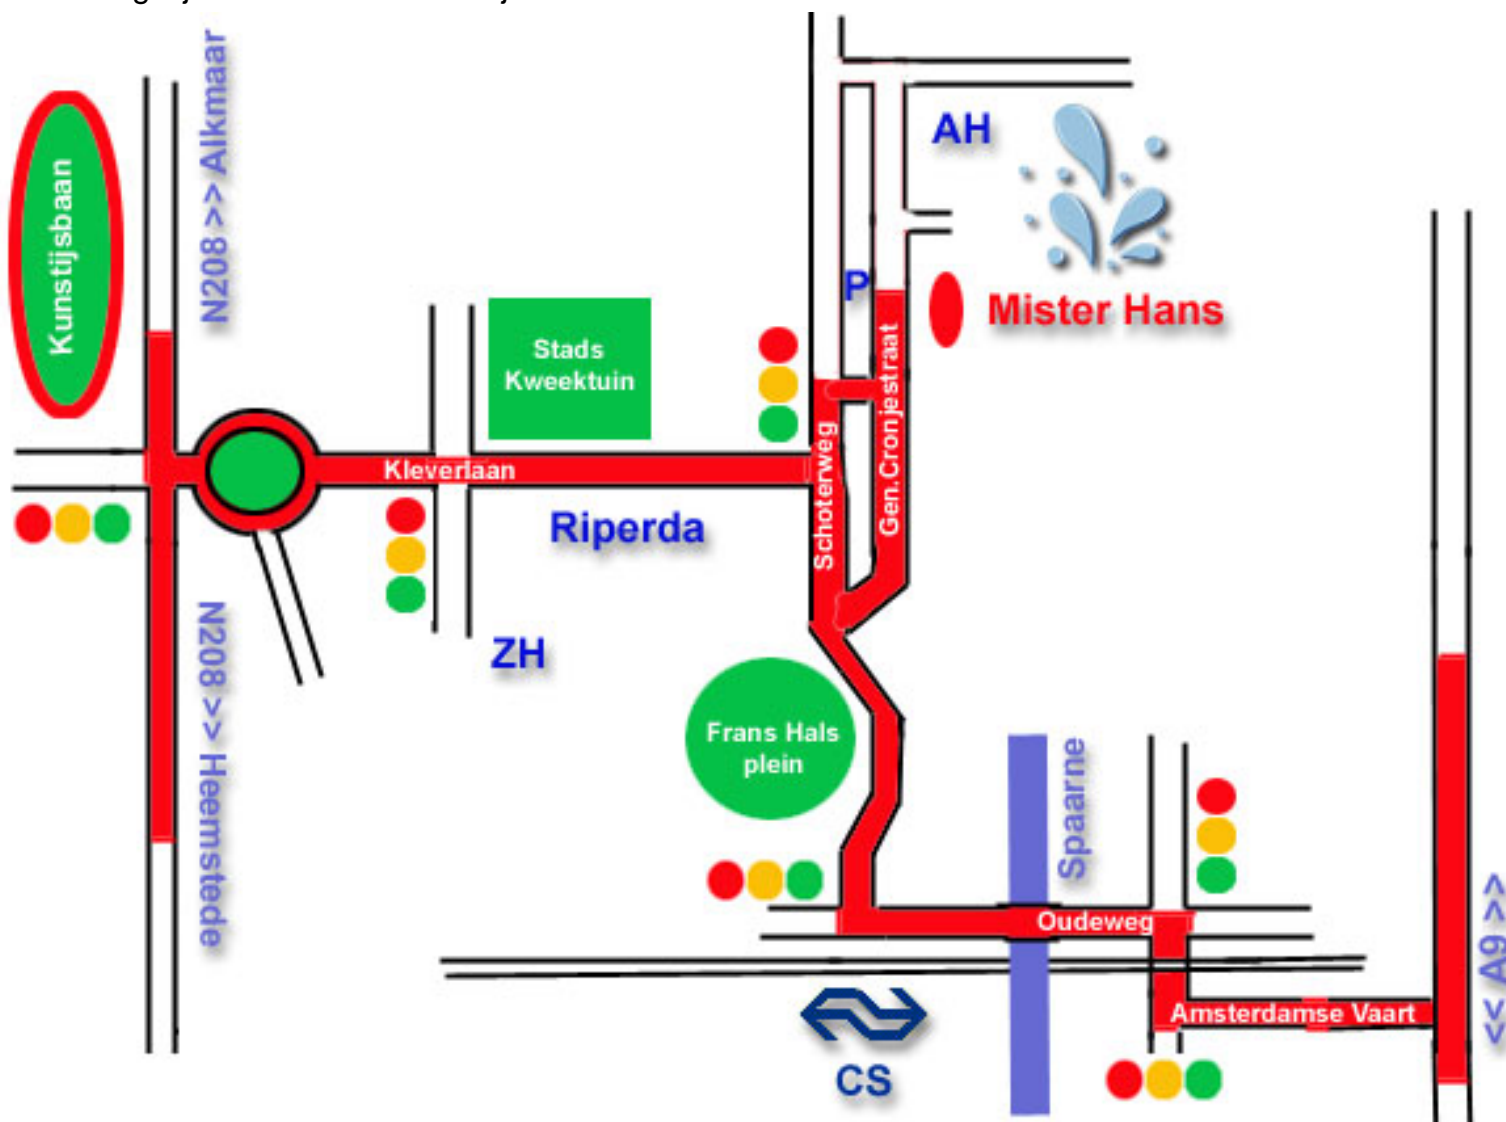 N208 >> Alkmaar
Kunstijsbaan
AH
P
Mister Hans
Stads
Kweektuin
Gen.Cronjestraat
Schoterweg
Kleverlaan
Riperda
ZH
N208 >> Heemstede
Frans Hals
plein
Spaarne
Oudeweg
<< A9 >>
Amsterdamse Vaart
CS